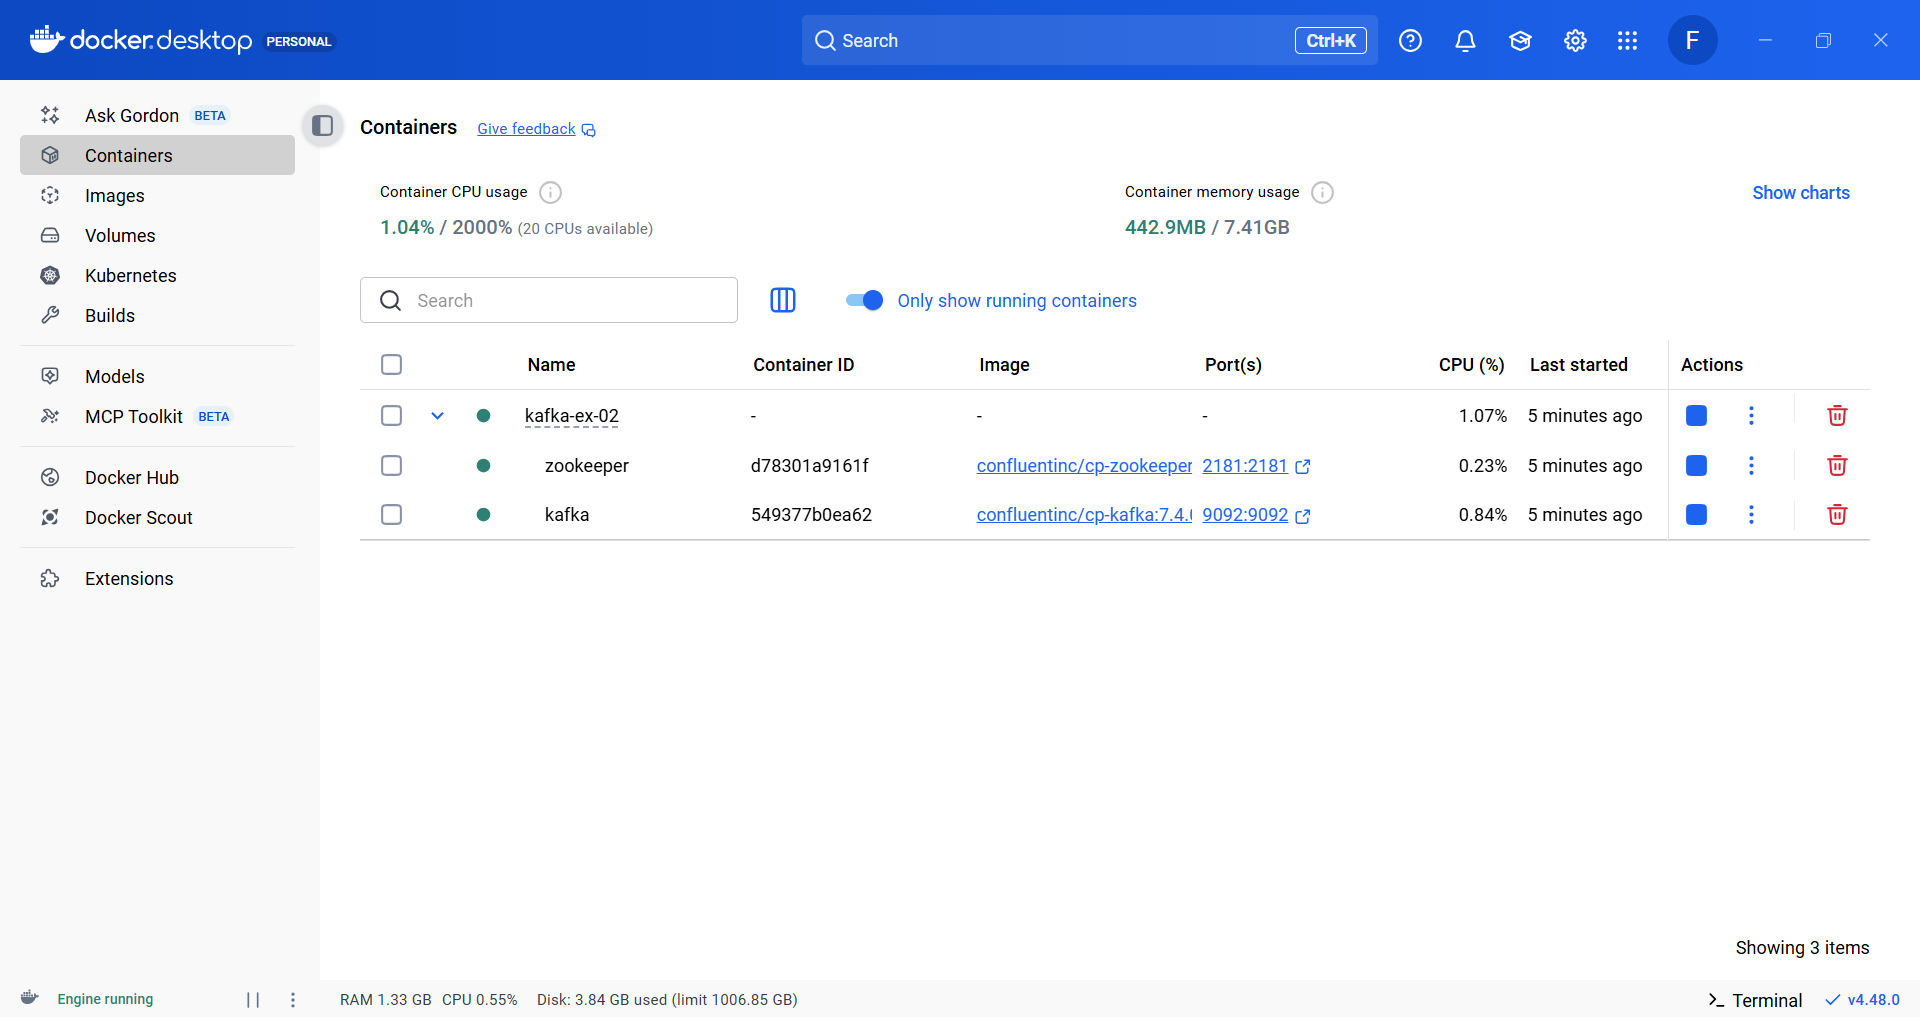 docker.desktop PERSONAL
Search Ctrl+K
F
Ask Gordon BETA
Containers
Images
Volumes
Kubernetes
Builds
Models
MCP Toolkit BETA
Docker Hub
Docker Scout
Extensions
Containers Give feedback
Container CPU usage
1.04% / 2000% (20 CPUs available)
Container memory usage
442.9MB / 7.41GB
Show charts
Search
Only show running containers
Name Container ID Image Port(s) CPU (%) Last started Actions
kafka-ex-02 - - - 1.07% 5 minutes ago
zookeeper d78301a9161f confluentinc/cp-zookeeper 2181:2181 0.23% 5 minutes ago
kafka 549377b0ea62 confluentinc/cp-kafka:7.4. 9092:9092 0.84% 5 minutes ago
Showing 3 items
Engine running
RAM 1.33 GB CPU 0.55% Disk: 3.84 GB used (limit 1006.85 GB)
Terminal
v4.48.0